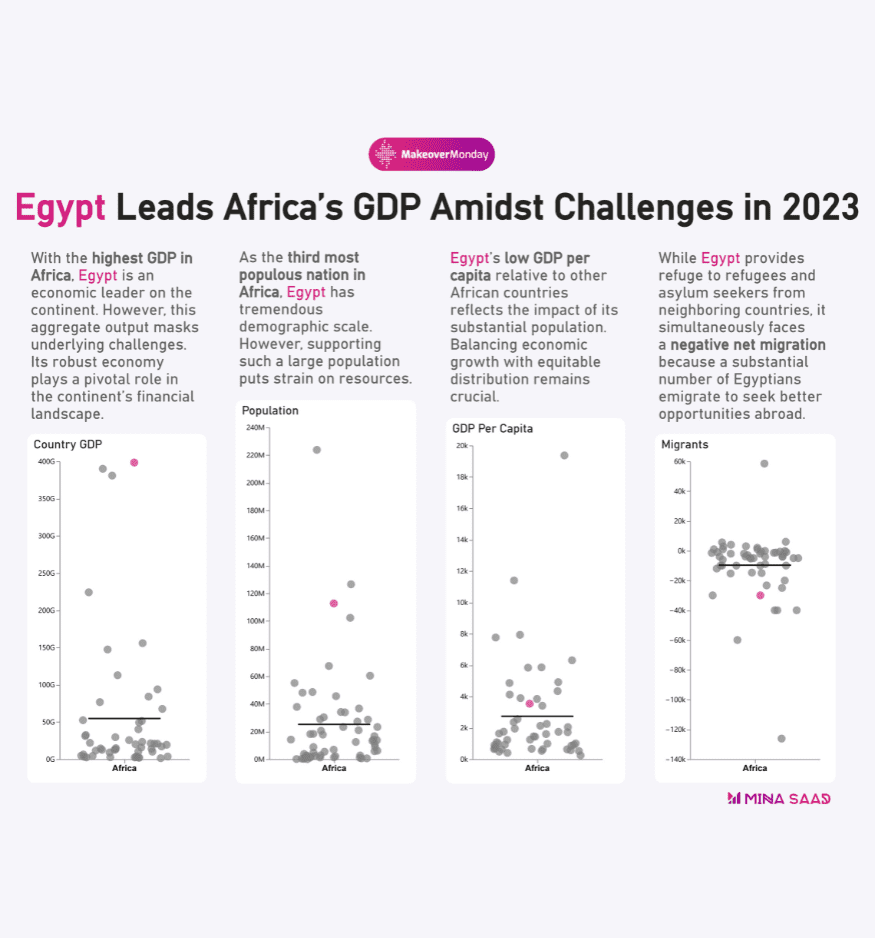 MakeoverMonday
Egypt Leads Africa's GDP Amidst Challenges in 2023
With the highest GDP in
Africa, Egypt is an
economic leader on the
continent. However, this
aggregate output masks
underlying challenges.
Its robust economy
plays a pivotal role in
the continent's financial
landscape.
Country GDP
400G
350G
300G
250G
200G
150G
100G
50G
0G
Africa
As the third most
populous nation in
Africa, Egypt has
tremendous
demographic scale.
However, supporting
such a large population
puts strain on resources.
Population
240M
220M
200M
180M
160M
140M
120M
100M
80M
60M
40M
20M
0M
Africa
Egypt's low GDP per
capita relative to other
African countries
reflects the impact of its
substantial population.
Balancing economic
growth with equitable
distribution remains
crucial.
GDP Per Capita
20k
18k
16k
14k
12k
10k
8k
6k
4k
2k
0k
Africa
While Egypt provides
refuge to refugees and
asylum seekers from
neighboring countries, it
simultaneously faces
a negative net migration
because a substantial
number of Egyptians
emigrate to seek better
opportunities abroad.
Migrants
60k
40k
20k
0k
−20k
−40k
−60k
−80k
−100k
−120k
−140k
Africa
MINA SAAD